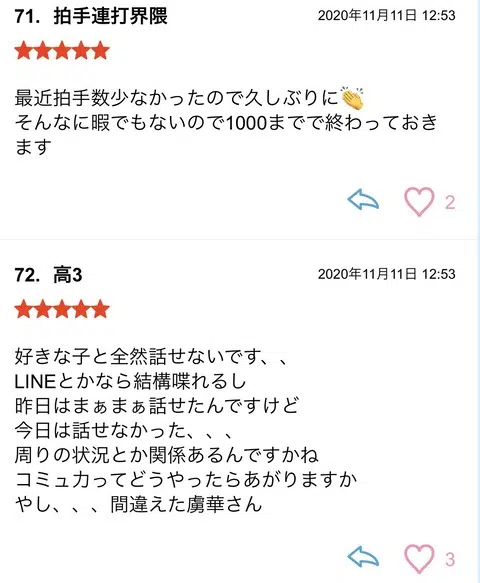 71. 拍手連打界隈
2020年11月11日 12:53
★★★★★
最近拍手数少なかったので久しぶりに👏
そんなに暇でもないので1000までで終わっておき
ます
2
72. 高3
2020年11月11日 12:53
★★★★★
好きな子と全然話せないです、、
LINEとかなら結構喋れるし
昨日はまぁまぁ話せたんですけど
今日は話せなかった、、、
周りの状況とか関係あるんですかね
コミュ力ってどうやったらあがりますか
やし、、、間違えた虜華さん
3